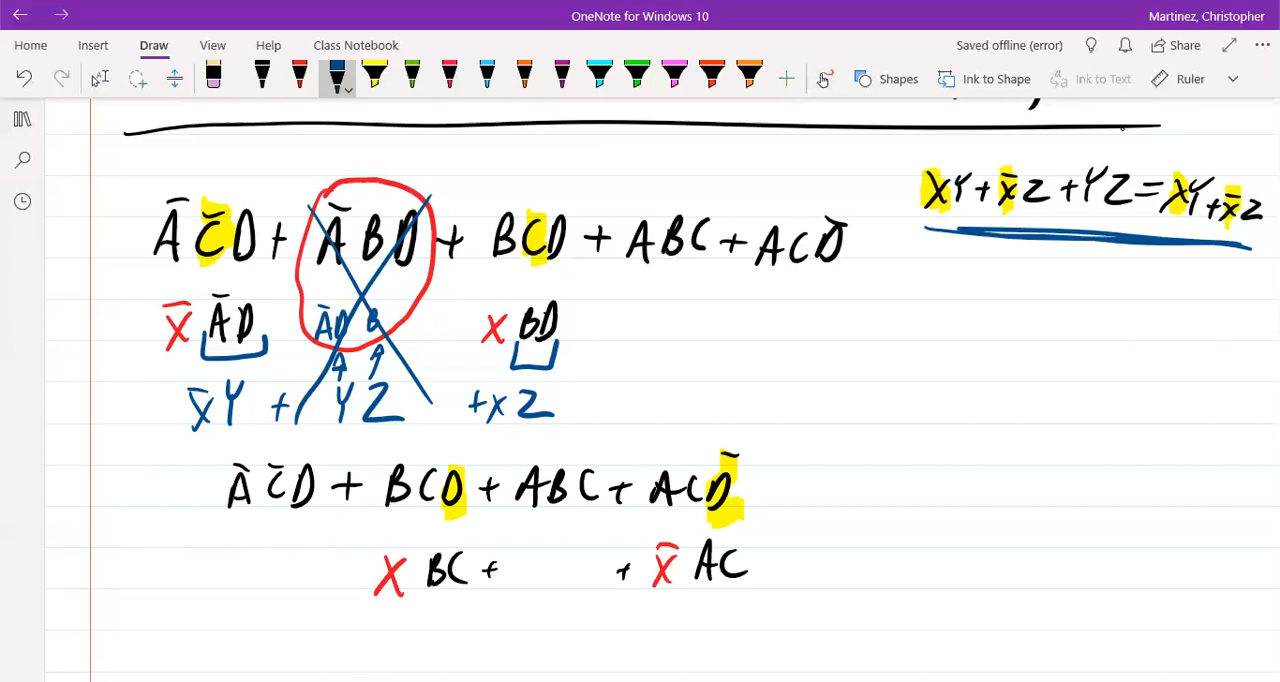 OneNote for Windows 10
Martinez, Christopher
Home Insert Draw View Help Class Notebook
Saved offline (error) Share
Shapes Ink to Shape Ink to Text Ruler
XY + X̄Z + YZ = XY + X̄Z
ĀC̄D + ĀBD + BCD + ABC + ACD̄
X̄ ĀD ĀD B X BD
X̄Y + YZ + XZ
ĀC̄D + BCD + ABC + ACD̄
X BC + + X̄ AC